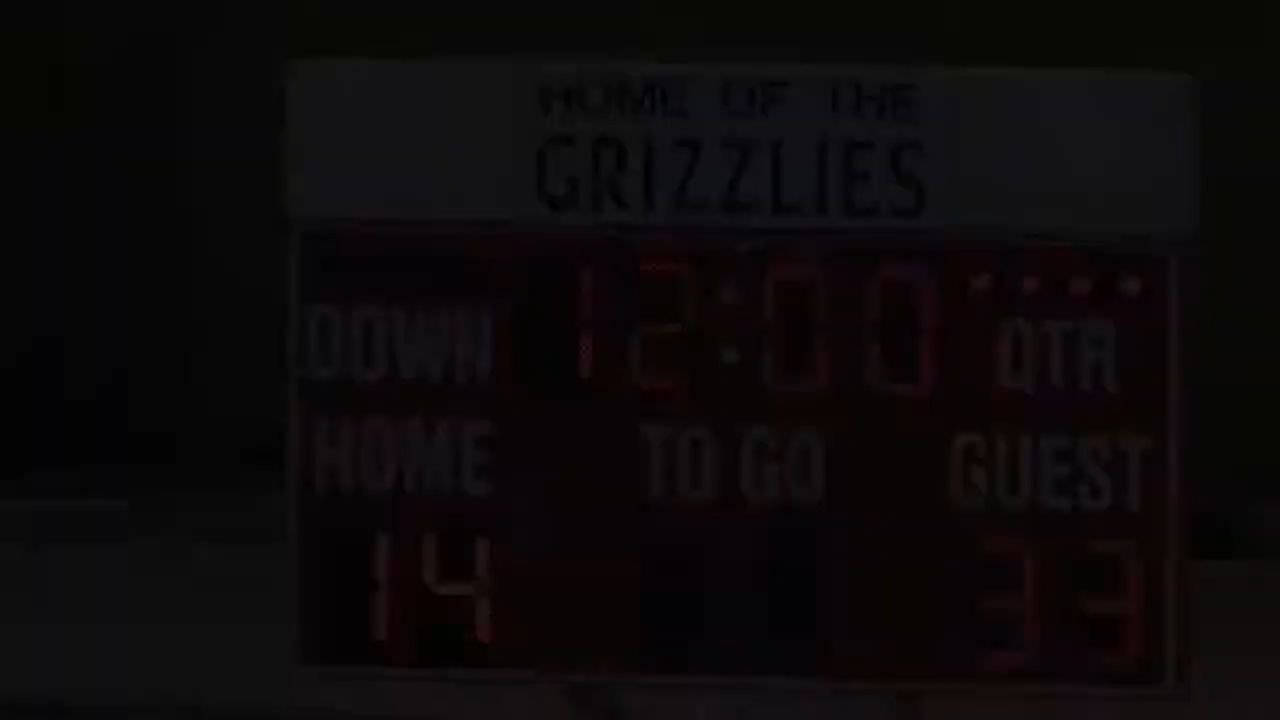 HOME OF THE
GRIZZLIES
DOWN 12:00 QTR
HOME TO GO GUEST
14 33